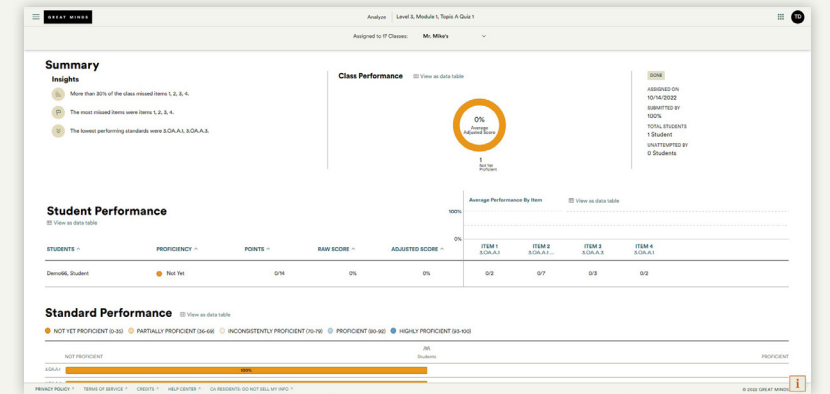 GREAT MINDS
Analyze Level 3, Module 1, Topic A Quiz 1
TD
Assigned to 17 Classes: Mr. Mike's
Summary
Insights
More than 30% of the class missed items 1, 2, 3, 4.
The most missed items were items 1, 2, 3, 4.
The lowest performing standards were 3.OA.A.1, 3.OA.A.3.
Class Performance View as data table
0%
Average
Adjusted Score
1
Not Yet
Proficient
DONE
ASSIGNED ON
10/14/2022
SUBMITTED BY
100%
TOTAL STUDENTS
1 Student
UNATTEMPTED BY
0 Students
Student Performance
View as data table
Average Performance By Item View as data table
100%
0%
STUDENTS PROFICIENCY POINTS RAW SCORE ADJUSTED SCORE ITEM 1 ITEM 2 ITEM 3 ITEM 4
3.OA.A.1 3.OA.A.1 ... 3.OA.A.3 3.OA.A.1
Demo66, Student Not Yet 0/14 0% 0% 0/2 0/7 0/3 0/2
Standard Performance View as data table
NOT YET PROFICIENT (0-35) PARTIALLY PROFICIENT (36-69) INCONSISTENTLY PROFICIENT (70-79) PROFICIENT (80-92) HIGHLY PROFICIENT (93-100)
NOT PROFICIENT Students PROFICIENT
3.OA.A.1 100%
PRIVACY POLICY TERMS OF SERVICE CREDITS HELP CENTER CA RESIDENTS: DO NOT SELL MY INFO © 2022 GREAT MINDS
i